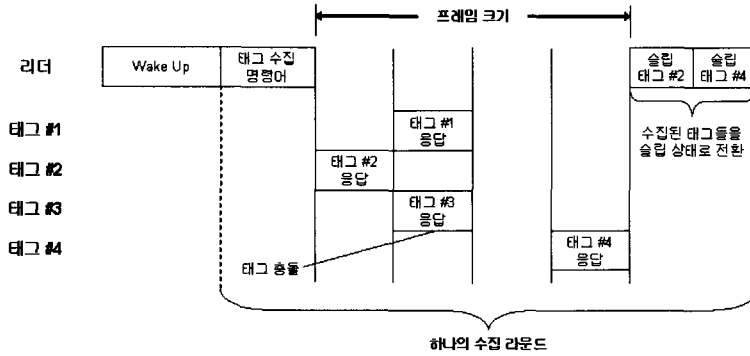 프레임 크기
리더
Wake Up
태그 수집
명령어
슬립
태그 #2
슬립
태그 #4
태그 #1
태그 #1
응답
수집된 태그들을
슬립 상태로 전환
태그 #2
태그 #2
응답
태그 #3
태그 #3
응답
태그 #4
태그 충돌
태그 #4
응답
하나의 수집 라운드